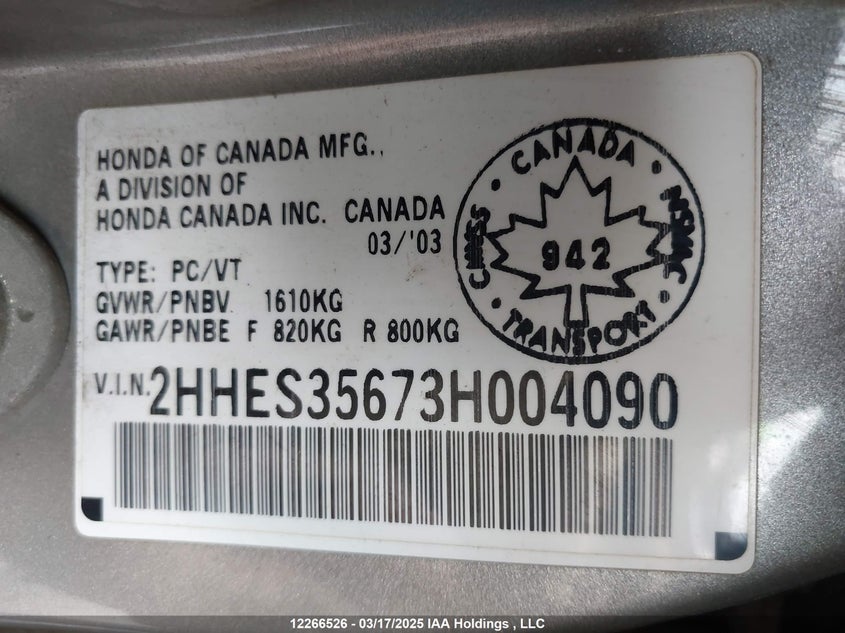 HONDA OF CANADA MFG.,
A DIVISION OF
HONDA CANADA INC. CANADA
03/'03
TYPE: PC/VT
GVWR/PNBV 1610KG
GAWR/PNBE F 820KG R 800KG
V.I.N. 2HHES35673H004090
CANADA
942
TRANSPORT
12266526 - 03/17/2025 IAA Holdings , LLC